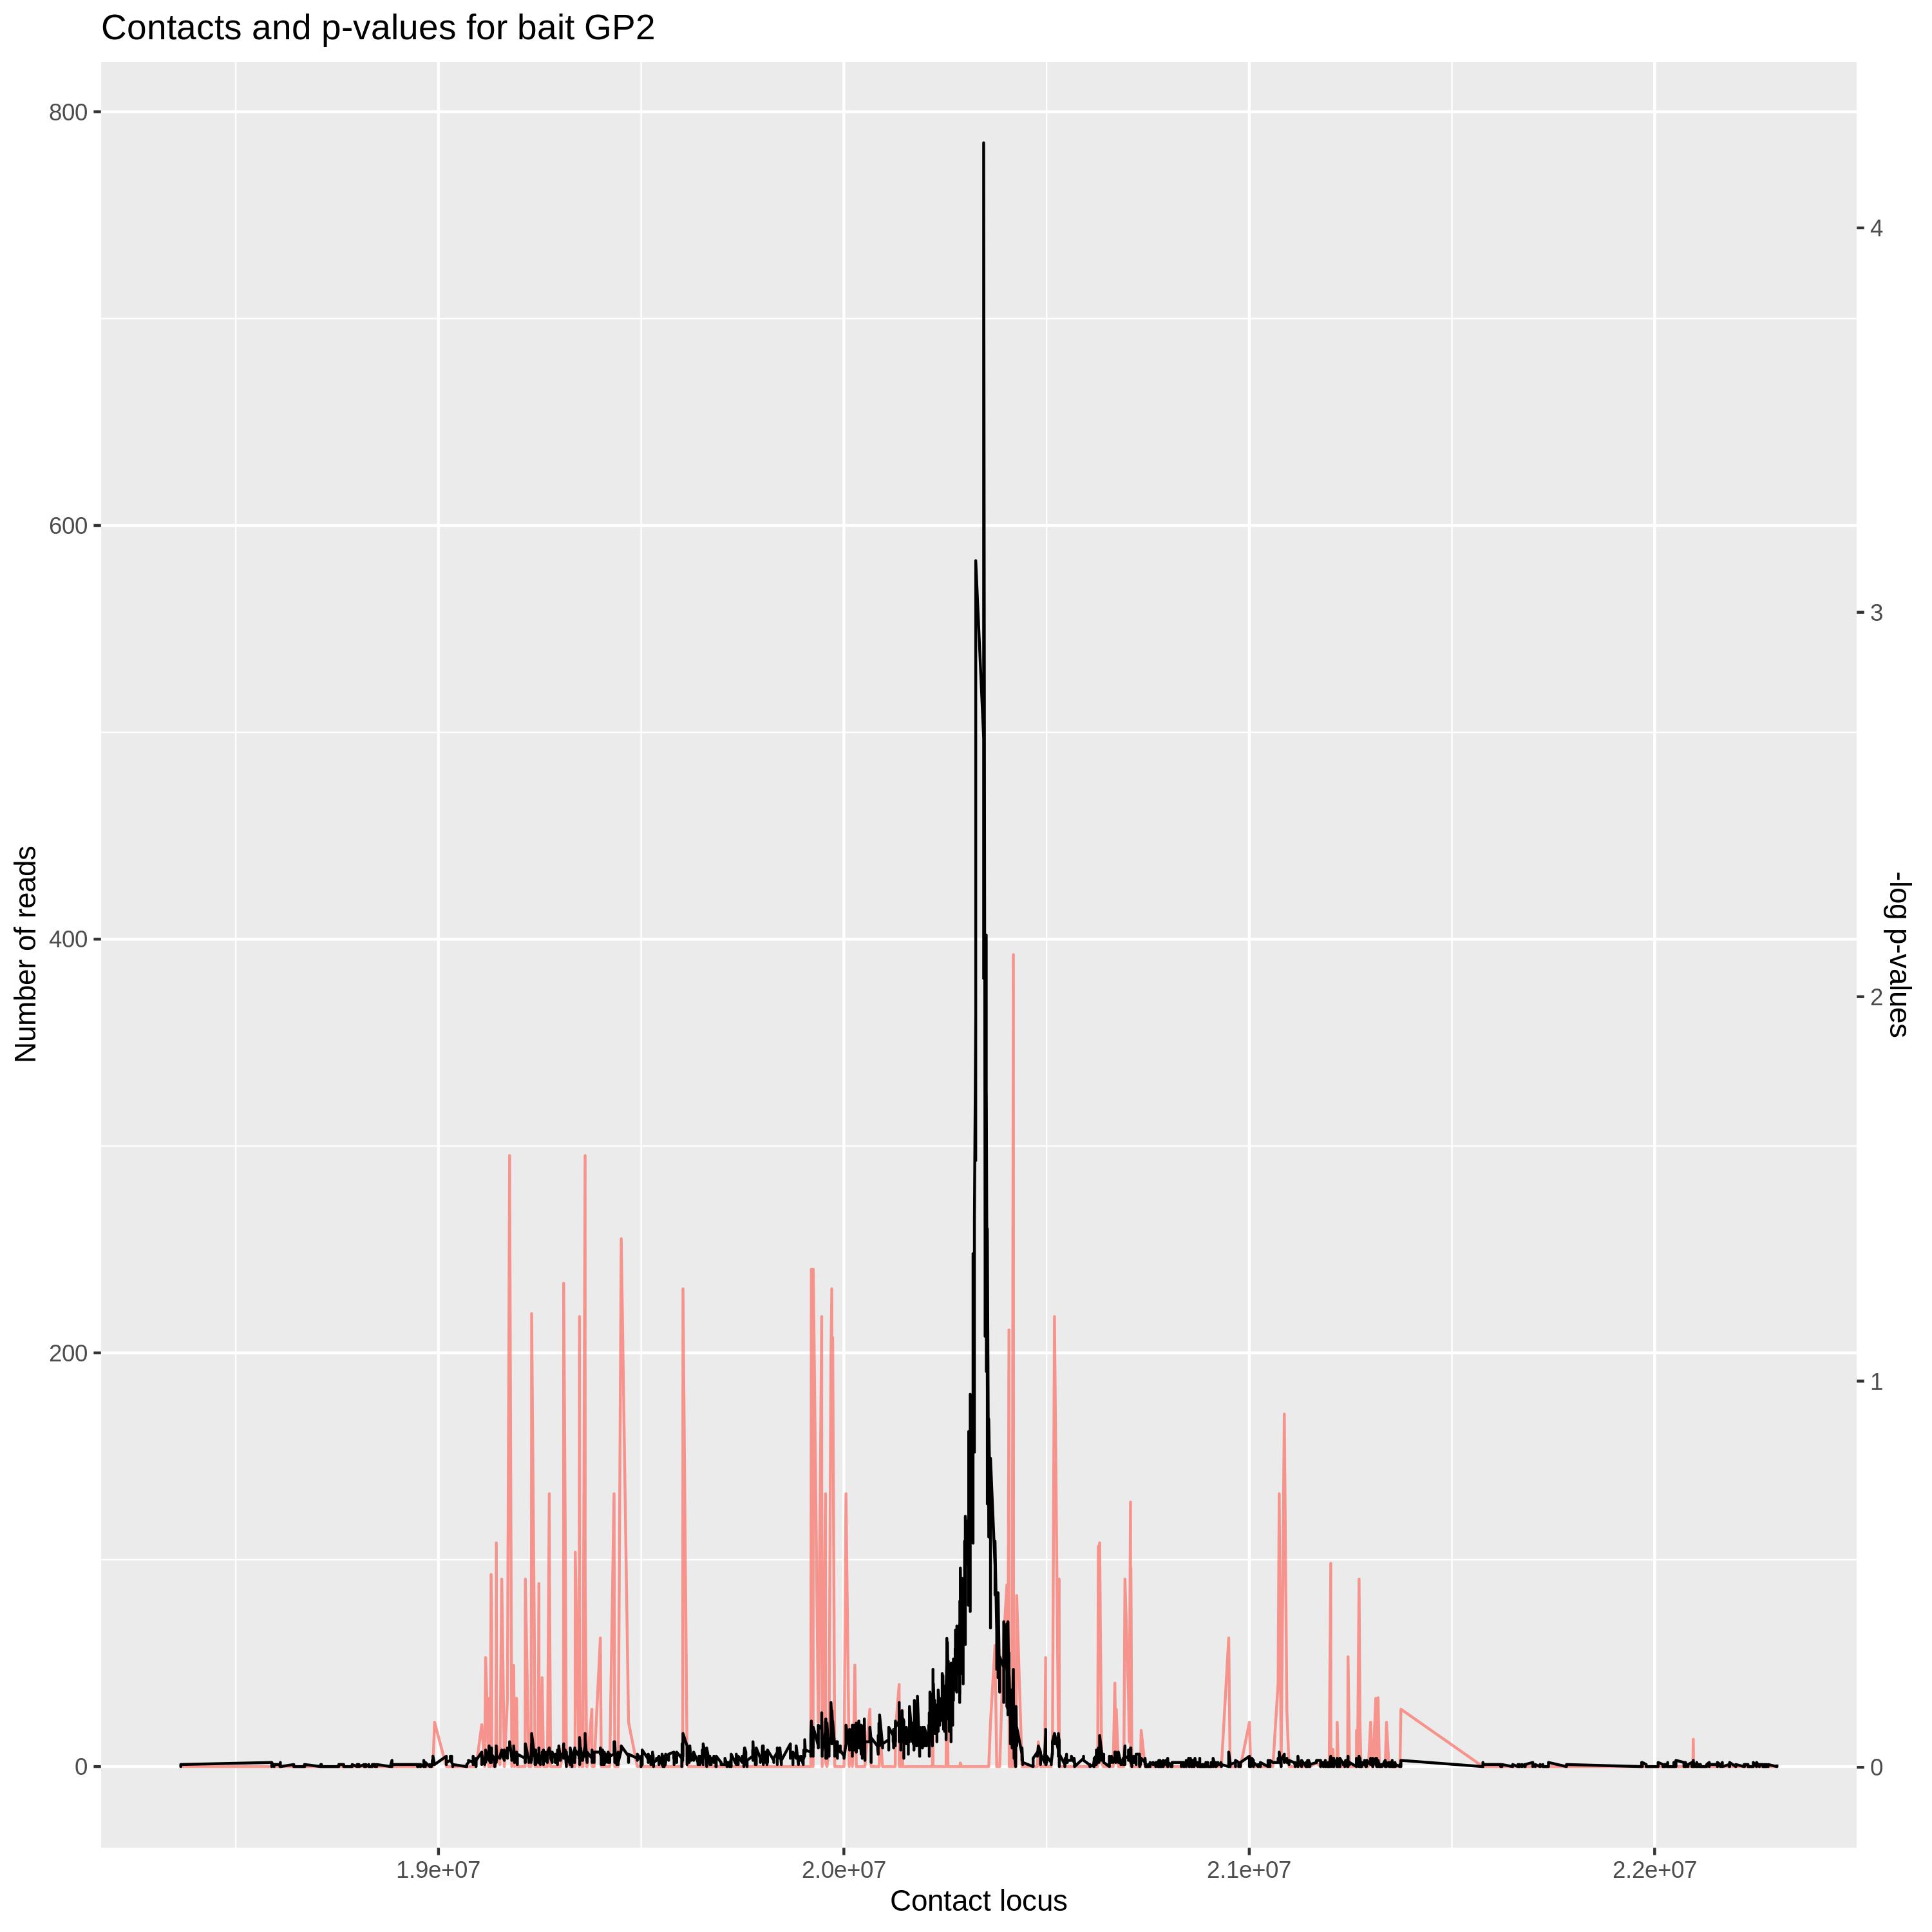 Contacts and p-values for bait GP2
800
600
400
200
0
Number of reads
4
3
2
1
0
-log p-values
1.9e+07
2.0e+07
2.1e+07
2.2e+07
Contact locus